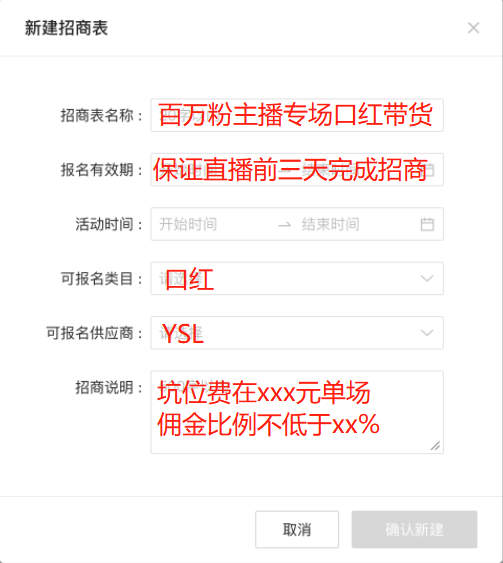 新建招商表
招商表名称： 百万粉主播专场口红带货
报名有效期： 保证直播前三天完成招商
活动时间： 开始时间 → 结束时间
可报名类目： 口红
可报名供应商： YSL
招商说明： 坑位费在xxx元单场
佣金比例不低于xx%
取消 确认新建